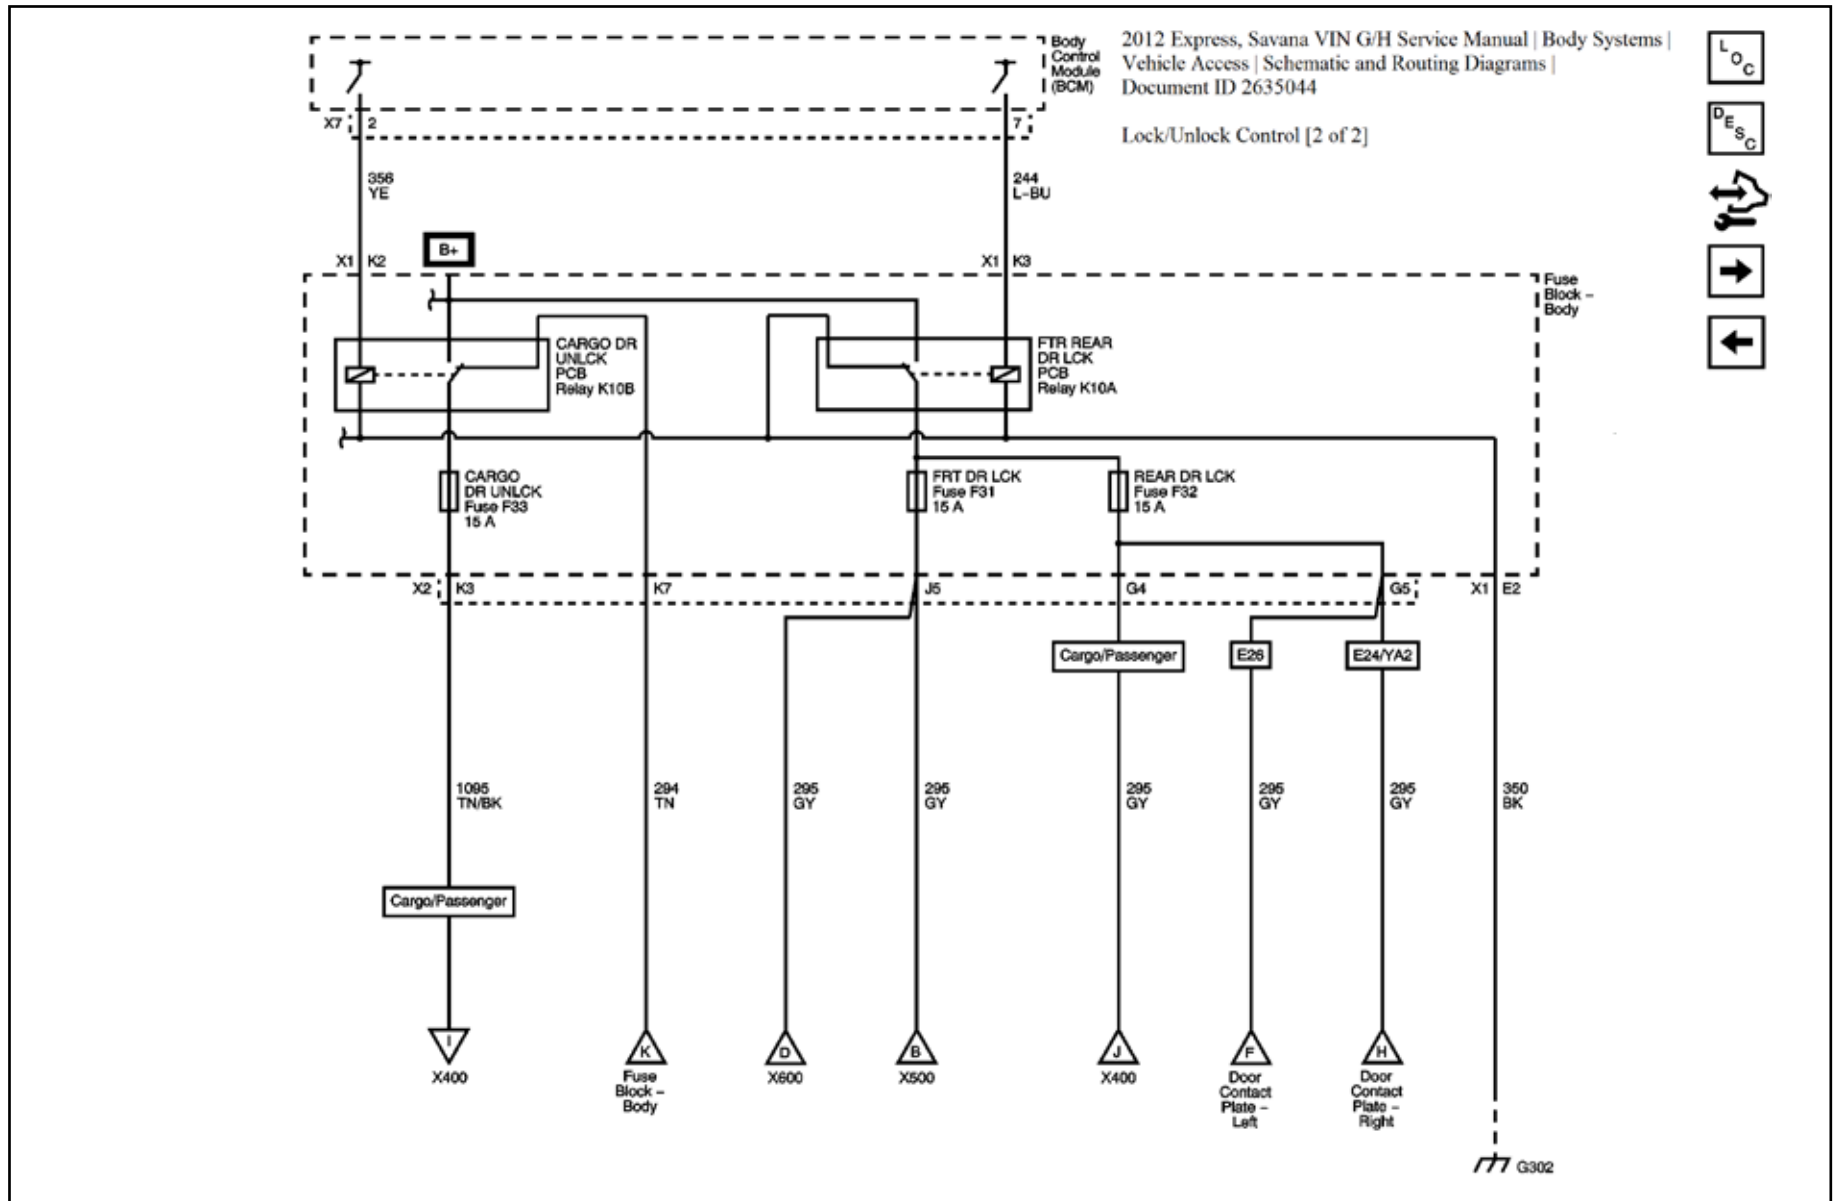 Body
Control
Module
(BCM)
2012 Express, Savana VIN G/H Service Manual | Body Systems |
Vehicle Access | Schematic and Routing Diagrams |
Document ID 2635044
Lock/Unlock Control [2 of 2]
LOC
DESC
X7 2
7
356
YE
244
L-BU
B+
X1 K2
X1 K3
Fuse
Block –
Body
CARGO DR
UNLCK
PCB
Relay K10B
FTR REAR
DR LCK
PCB
Relay K10A
CARGO
DR UNLCK
Fuse F33
15 A
FRT DR LCK
Fuse F31
15 A
REAR DR LCK
Fuse F32
15 A
X2 K3
K7
J5
G4
G5
X1 E2
Cargo/Passenger
E26
E24/YA2
1095
TN/BK
294
TN
295
GY
295
GY
295
GY
295
GY
295
GY
350
BK
Cargo/Passenger
I
X400
K
Fuse
Block –
Body
D
X600
B
X500
J
X400
F
Door
Contact
Plate –
Left
H
Door
Contact
Plate –
Right
G302